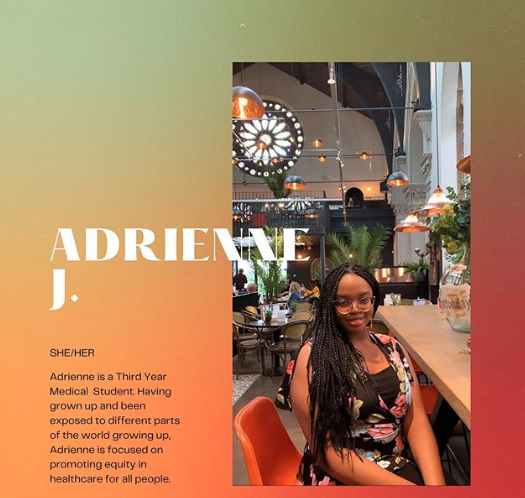 ADRIENNE
J.
SHE/HER
Adrienne is a Third Year
Medical Student. Having
grown up and been
exposed to different parts
of the world growing up,
Adrienne is focused on
promoting equity in
healthcare for all people.